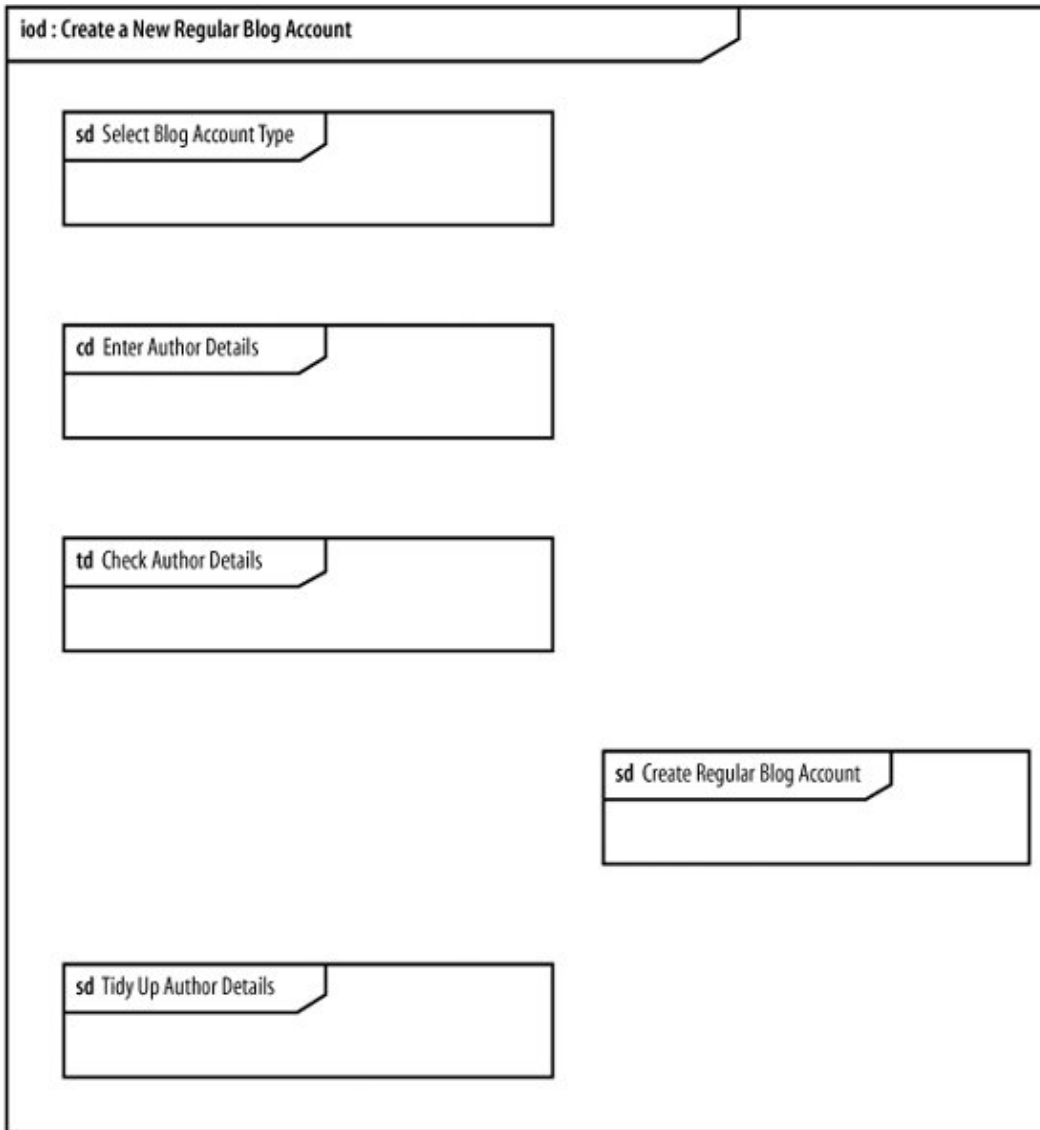 iod : Create a New Regular Blog Account
sd Select Blog Account Type
cd Enter Author Details
td Check Author Details
sd Create Regular Blog Account
sd Tidy Up Author Details